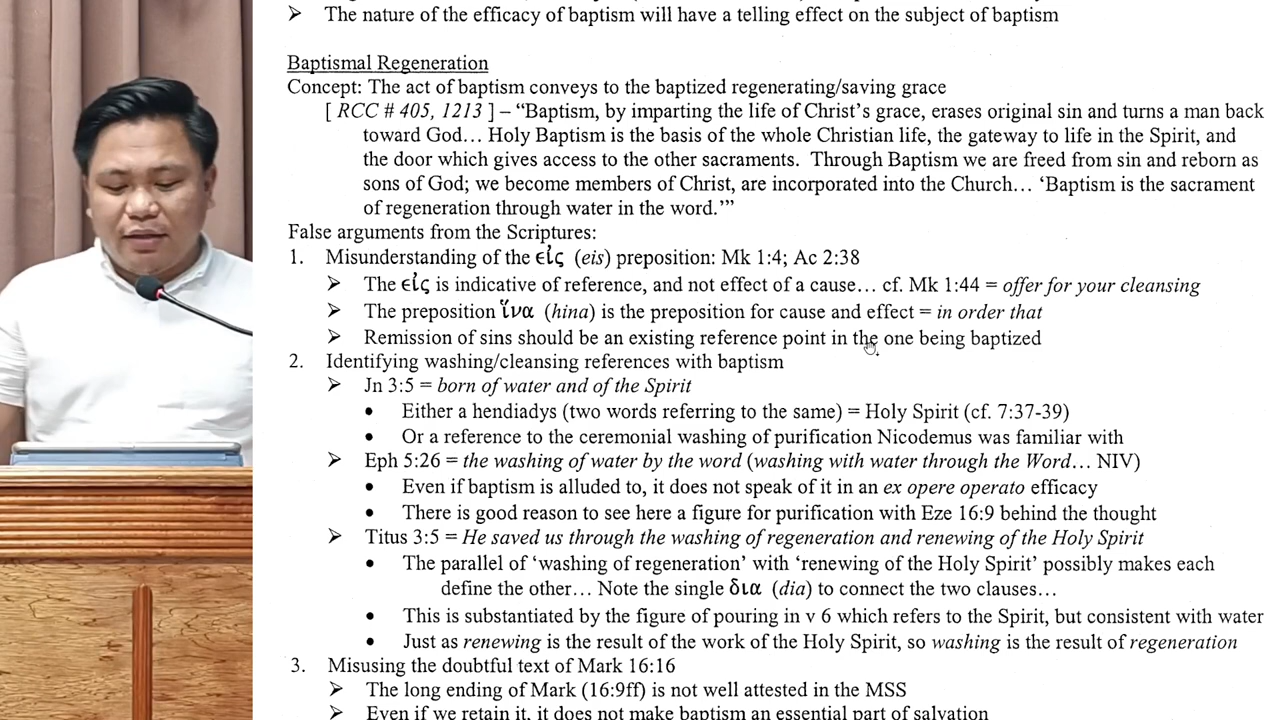 ➢ The nature of the efficacy of baptism will have a telling effect on the subject of baptism
Baptismal Regeneration
Concept: The act of baptism conveys to the baptized regenerating/saving grace
[ RCC # 405, 1213 ] – “Baptism, by imparting the life of Christ’s grace, erases original sin and turns a man back
toward God… Holy Baptism is the basis of the whole Christian life, the gateway to life in the Spirit, and
the door which gives access to the other sacraments. Through Baptism we are freed from sin and reborn as
sons of God; we become members of Christ, are incorporated into the Church… ‘Baptism is the sacrament
of regeneration through water in the word.’”
False arguments from the Scriptures:
1. Misunderstanding of the εἰς (eis) preposition: Mk 1:4; Ac 2:38
➢ The εἰς is indicative of reference, and not effect of a cause… cf. Mk 1:44 = offer for your cleansing
➢ The preposition ἵνα (hina) is the preposition for cause and effect = in order that
➢ Remission of sins should be an existing reference point in the one being baptized
2. Identifying washing/cleansing references with baptism
➢ Jn 3:5 = born of water and of the Spirit
• Either a hendiadys (two words referring to the same) = Holy Spirit (cf. 7:37-39)
• Or a reference to the ceremonial washing of purification Nicodemus was familiar with
➢ Eph 5:26 = the washing of water by the word (washing with water through the Word… NIV)
• Even if baptism is alluded to, it does not speak of it in an ex opere operato efficacy
• There is good reason to see here a figure for purification with Eze 16:9 behind the thought
➢ Titus 3:5 = He saved us through the washing of regeneration and renewing of the Holy Spirit
• The parallel of ‘washing of regeneration’ with ‘renewing of the Holy Spirit’ possibly makes each
define the other… Note the single δια (dia) to connect the two clauses…
• This is substantiated by the figure of pouring in v 6 which refers to the Spirit, but consistent with water
• Just as renewing is the result of the work of the Holy Spirit, so washing is the result of regeneration
3. Misusing the doubtful text of Mark 16:16
➢ The long ending of Mark (16:9ff) is not well attested in the MSS
➢ Even if we retain it, it does not make baptism an essential part of salvation